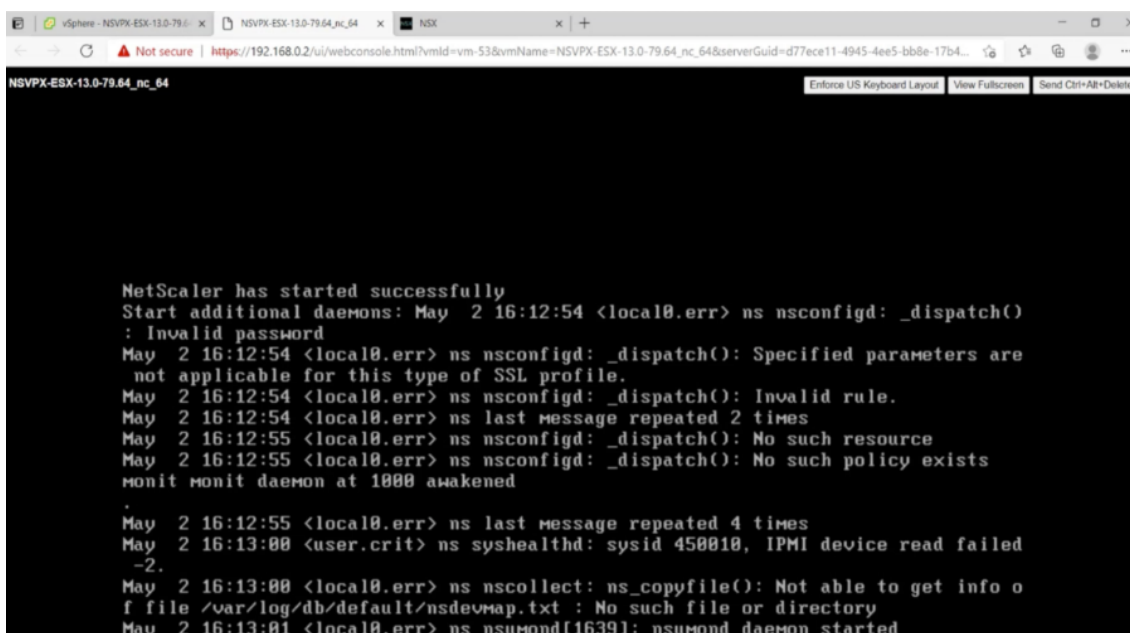 vSphere - NSVPX-ESX-13.0-79.6
NSVPX-ESX-13.0-79.64_nc_64
NSX
Not secure
https://192.168.0.2/ui/webconsole.html?vmId=vm-53&vmName=NSVPX-ESX-13.0-79.64_nc_64&serverGuid=d77ece11-4945-4ee5-bb8e-17b4...
NSVPX-ESX-13.0-79.64_nc_64
Enforce US Keyboard Layout
View Fullscreen
Send Ctrl+Alt+Delete
NetScaler has started successfully
Start additional daemons: May  2 16:12:54 <local0.err> ns nsconfigd: _dispatch()
: Invalid password
May  2 16:12:54 <local0.err> ns nsconfigd: _dispatch(): Specified parameters are
 not applicable for this type of SSL profile.
May  2 16:12:54 <local0.err> ns nsconfigd: _dispatch(): Invalid rule.
May  2 16:12:54 <local0.err> ns last message repeated 2 times
May  2 16:12:55 <local0.err> ns nsconfigd: _dispatch(): No such resource
May  2 16:12:55 <local0.err> ns nsconfigd: _dispatch(): No such policy exists
monit monit daemon at 1000 awakened
.
May  2 16:12:55 <local0.err> ns last message repeated 4 times
May  2 16:13:00 <user.crit> ns syshealthd: sysid 450010, IPMI device read failed
 -2.
May  2 16:13:00 <local0.err> ns nscollect: ns_copyfile(): Not able to get info o
f file /var/log/db/default/nsdevmap.txt : No such file or directory
May  2 16:13:01 <local0.err> ns nsumond[1639]: nsumond daemon started